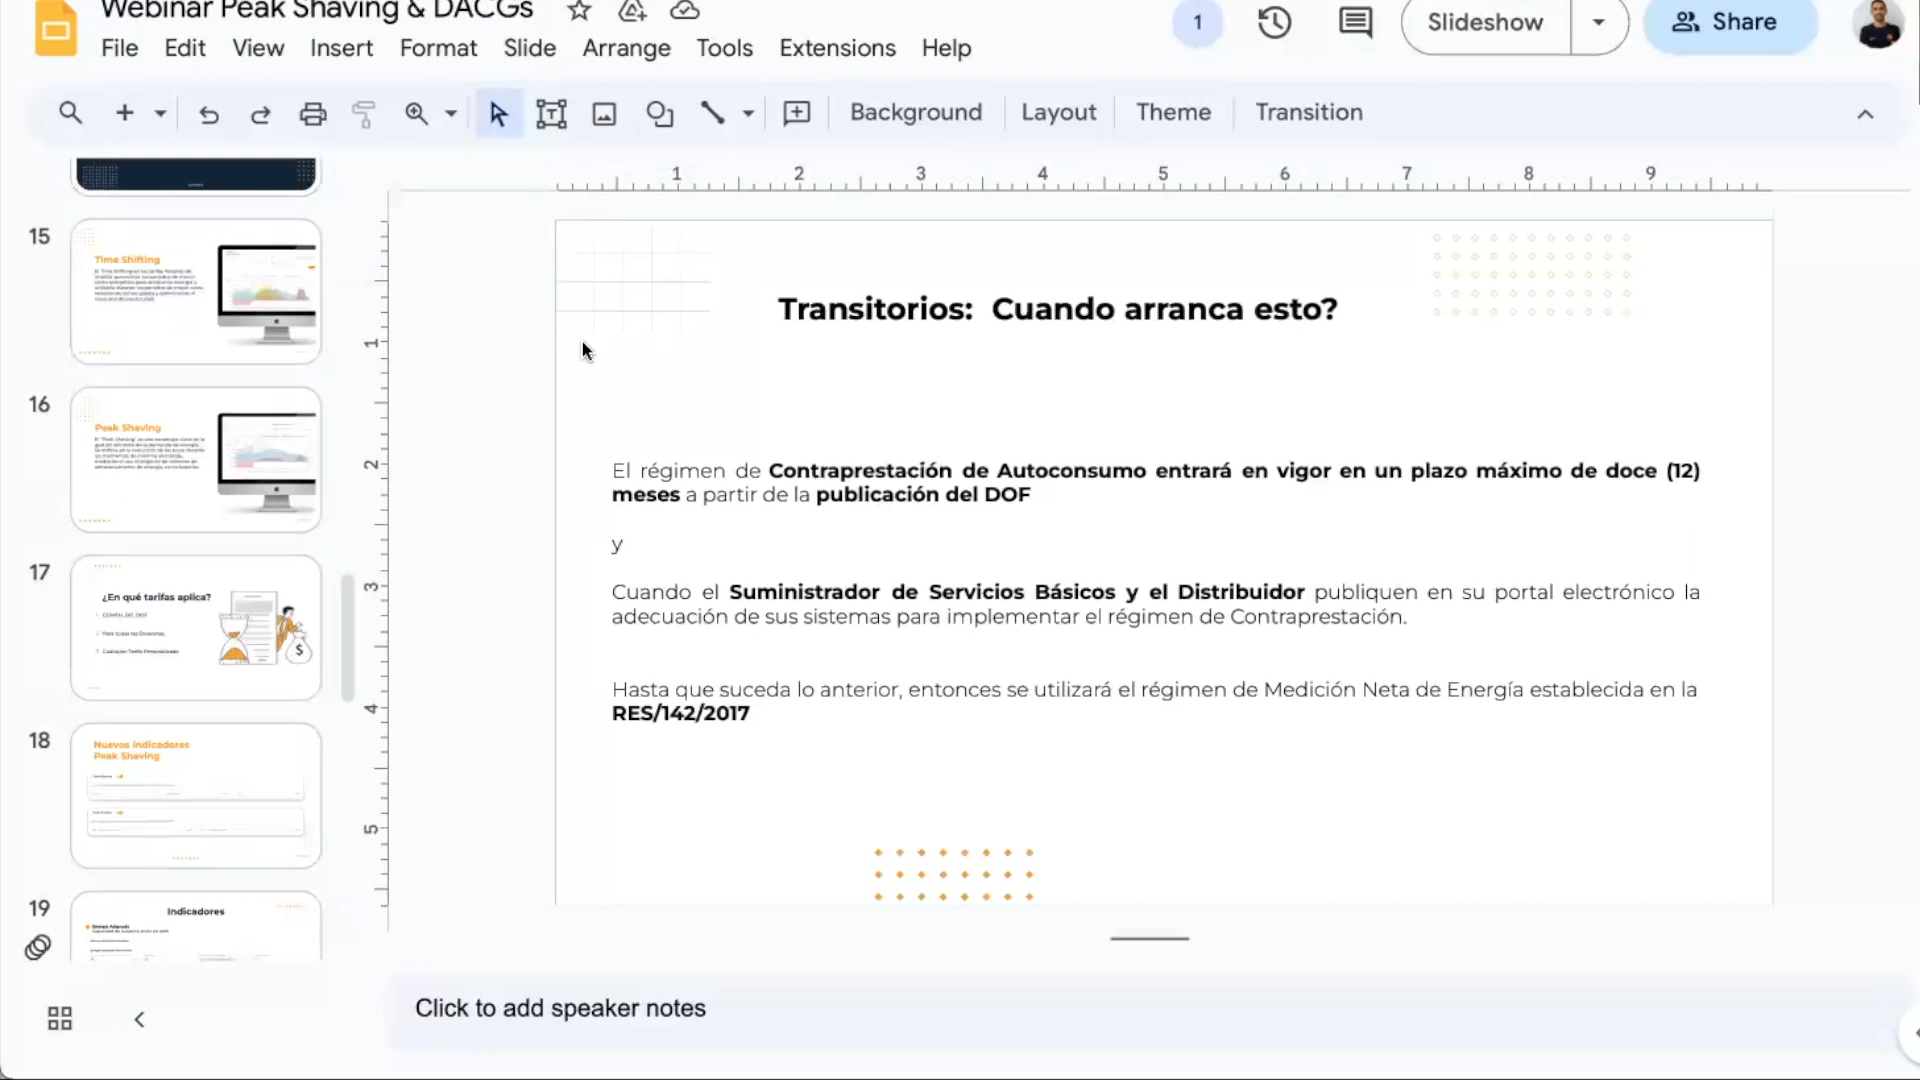 Webinar Peak Shaving & DACGs
1
Slideshow
Share
File Edit View Insert Format Slide Arrange Tools Extensions Help
Background Layout Theme Transition
1 2 3 4 5 6 7 8 9
1
2
3
4
5
15
Time Shifting
16
Peak Shaving
17
¿En qué tarifas aplica?
$
18
Nuevos indicadores
Peak Shaving
19
Indicadores
Transitorios: Cuando arranca esto?
El régimen de Contraprestación de Autoconsumo entrará en vigor en un plazo máximo de doce (12)
meses a partir de la publicación del DOF
y
Cuando el Suministrador de Servicios Básicos y el Distribuidor publiquen en su portal electrónico la
adecuación de sus sistemas para implementar el régimen de Contraprestación.
Hasta que suceda lo anterior, entonces se utilizará el régimen de Medición Neta de Energía establecida en la
RES/142/2017
Click to add speaker notes